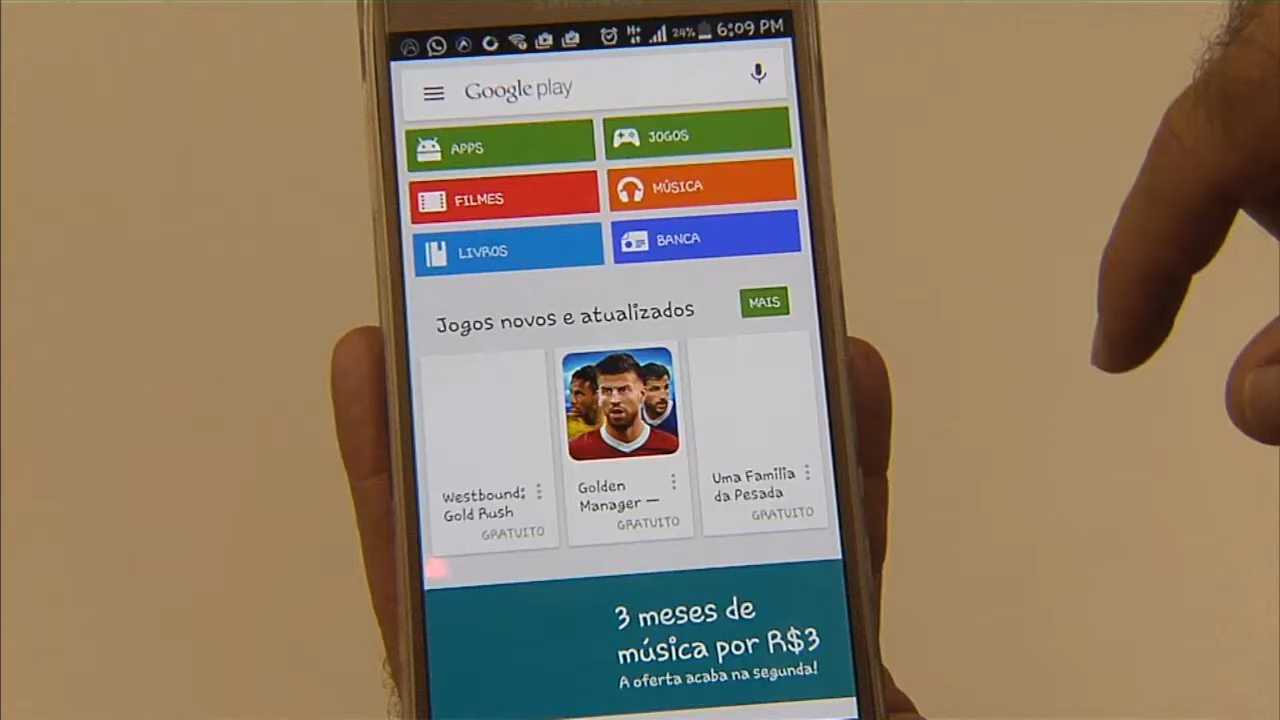 24% 6:09 PM
Google play
APPS
JOGOS
FILMES
MÚSICA
LIVROS
BANCA
Jogos novos e atualizados
MAIS
Westbound:
Gold Rush
GRATUITO
Golden
Manager —
GRATUITO
Uma Família
da Pesada
GRATUITO
3 meses de
música por R$3
A oferta acaba na segunda!